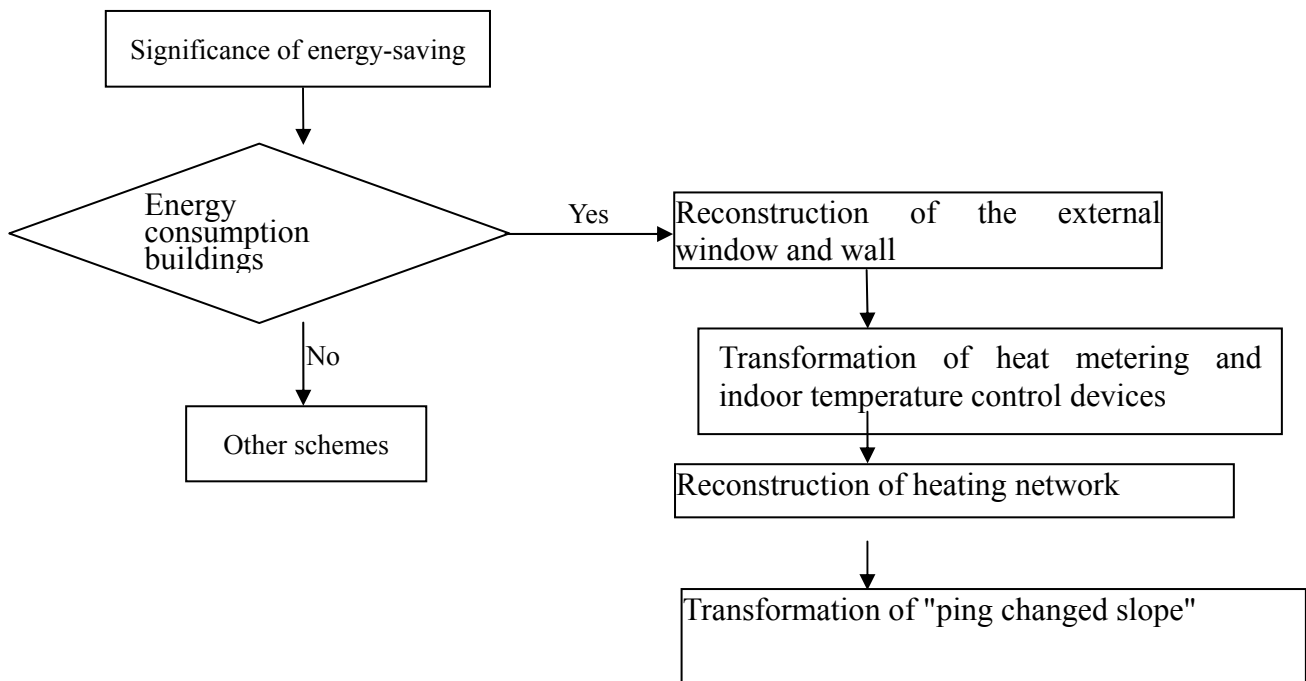 Significance of energy-saving
Energy
consumption
buildings
Yes
Reconstruction of the external
window and wall
No
Transformation of heat metering and
indoor temperature control devices
Other schemes
Reconstruction of heating network
Transformation of "ping changed slope"